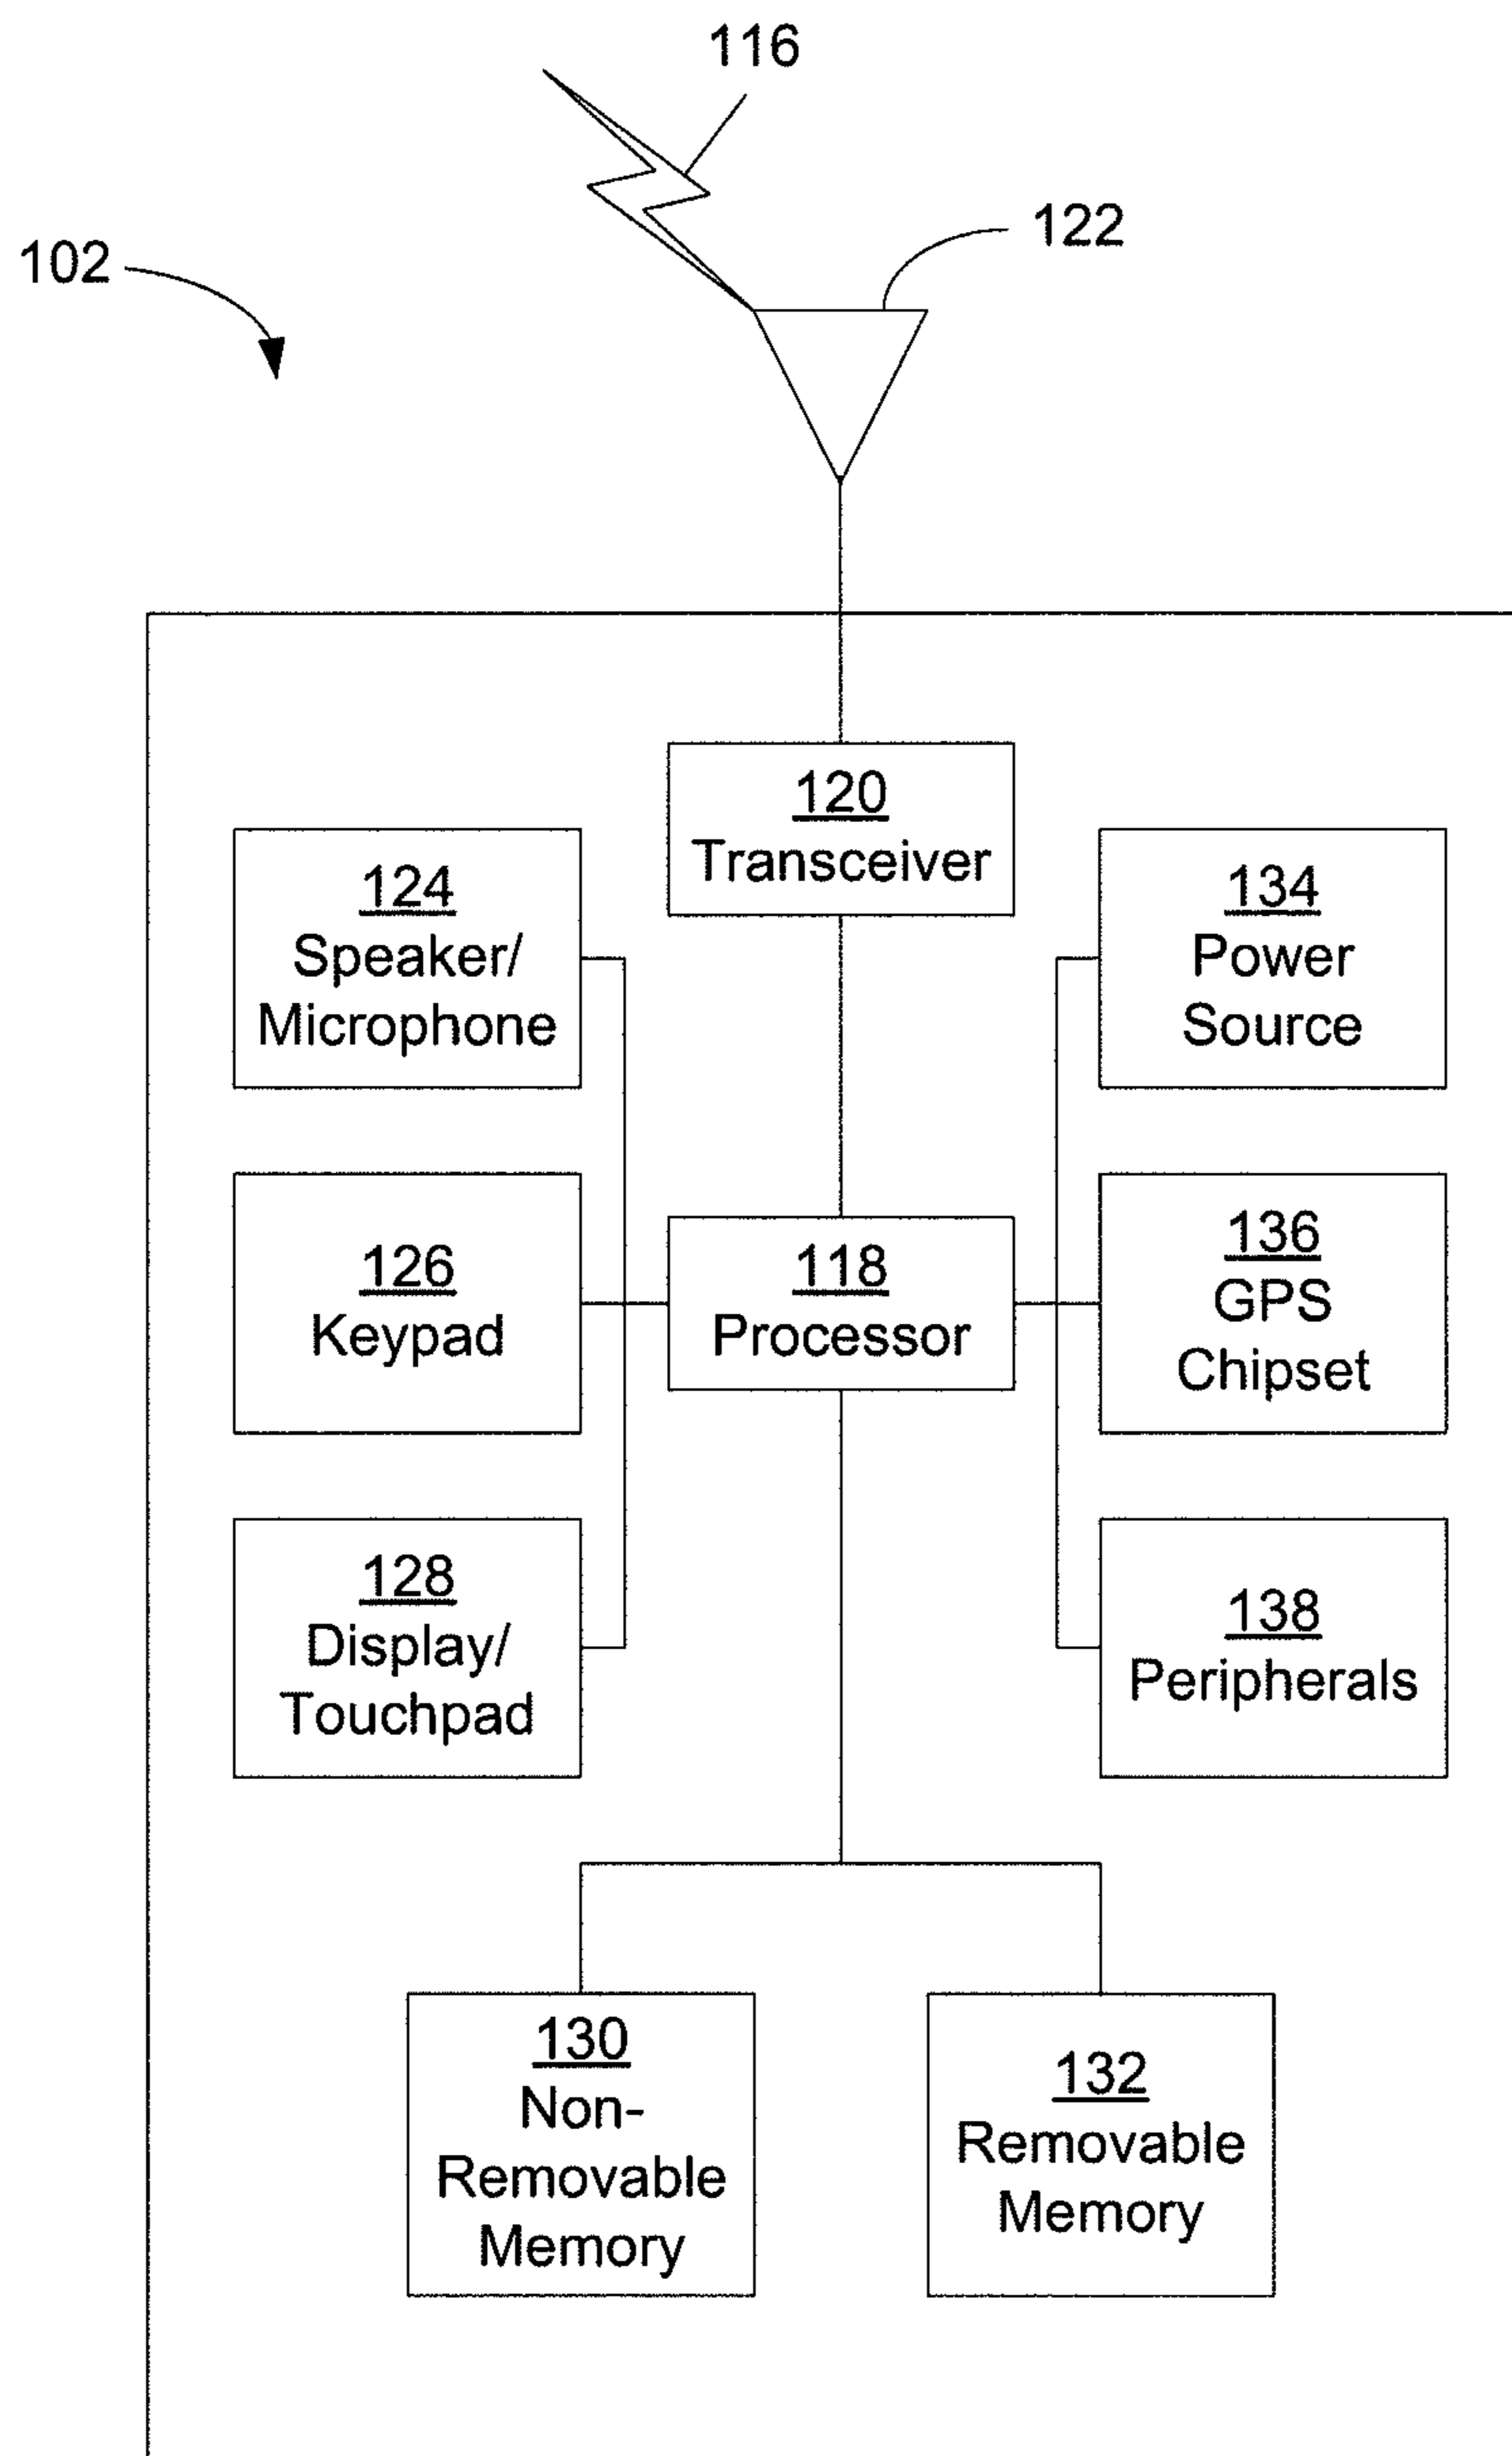 116
122
102
120
Transceiver
124
Speaker/
Microphone
134
Power
Source
126
Keypad
118
Processor
136
GPS
Chipset
128
Display/
Touchpad
138
Peripherals
130
Non-
Removable
Memory
132
Removable
Memory